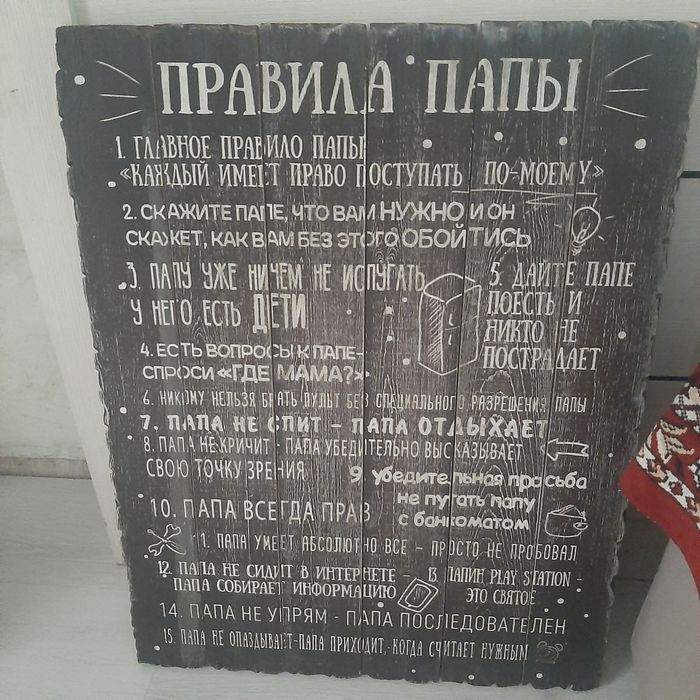 ПРАВИЛА ПАПЫ
1. ГЛАВНОЕ ПРАВИЛО ПАПЫ
«КАЖДЫЙ ИМЕЕТ ПРАВО ПОСТУПАТЬ ПО-МОЕМУ»
2. СКАЖИТЕ ПАПЕ, ЧТО ВАМ НУЖНО И ОН
СКАЖЕТ, КАК ВАМ БЕЗ ЭТОГО ОБОЙТИСЬ
3. ПАПУ УЖЕ НИЧЕМ НЕ ИСПУГАТЬ
У НЕГО ЕСТЬ ДЕТИ
4. ЕСТЬ ВОПРОСЫ К ПАПЕ-
СПРОСИ «ГДЕ МАМА?»
5. ДАЙТЕ ПАПЕ
ПОЕСТЬ И
НИКТО НЕ
ПОСТРАДАЕТ
6. НИКОМУ НЕЛЬЗЯ БРАТЬ ПУЛЬТ БЕЗ СПЕЦИАЛЬНОГО РАЗРЕШЕНИЯ ПАПЫ
7. ПАПА НЕ СПИТ - ПАПА ОТДЫХАЕТ
8. ПАПА НЕ КРИЧИТ - ПАПА УБЕДИТЕЛЬНО ВЫСКАЗЫВАЕТ
СВОЮ ТОЧКУ ЗРЕНИЯ
9. убедительная просьба
не путать папу
с банкоматом
10. ПАПА ВСЕГДА ПРАВ
11. ПАПА УМЕЕТ АБСОЛЮТНО ВСЕ - ПРОСТО НЕ ПРОБОВАЛ
12. ПАПА НЕ СИДИТ В ИНТЕРНЕТЕ -
ПАПА СОБИРАЕТ ИНФОРМАЦИЮ
13. ПАПИН PLAY STATION -
ЭТО СВЯТОЕ
14. ПАПА НЕ УПРЯМ - ПАПА ПОСЛЕДОВАТЕЛЕН
15. ПАПА НЕ ОПАЗДЫВАЕТ-ПАПА ПРИХОДИТ, КОГДА СЧИТАЕТ НУЖНЫМ